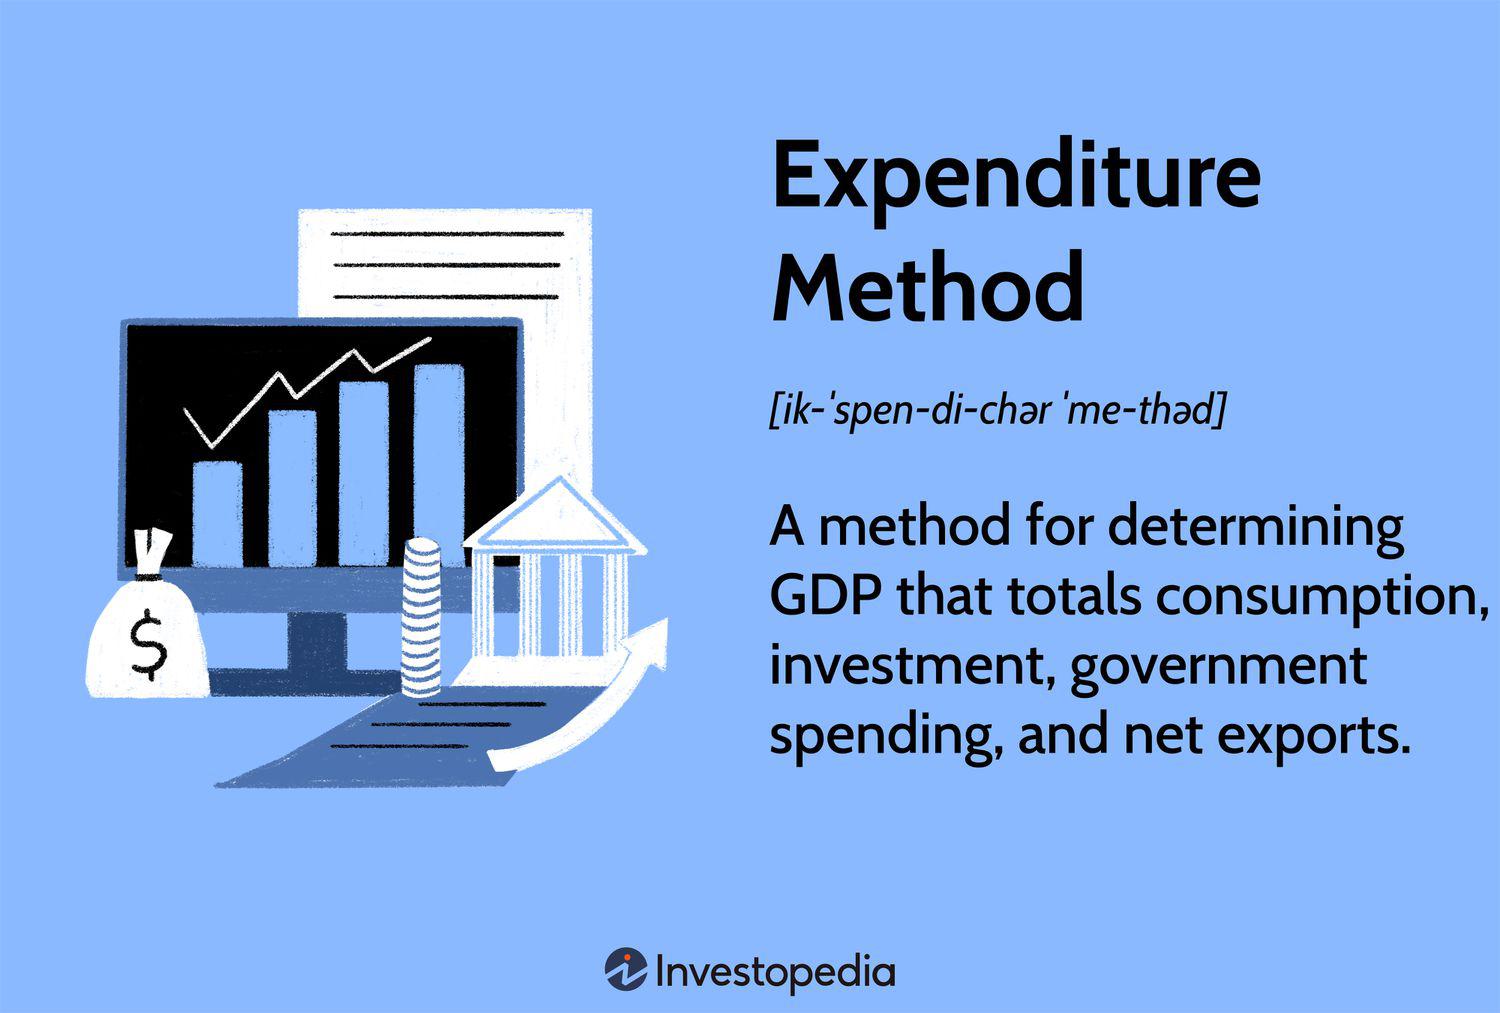 Expenditure
Method
[ik-ˈspen-di-chər ˈme-thəd]
A method for determining
GDP that totals consumption,
investment, government
spending, and net exports.
$
Investopedia